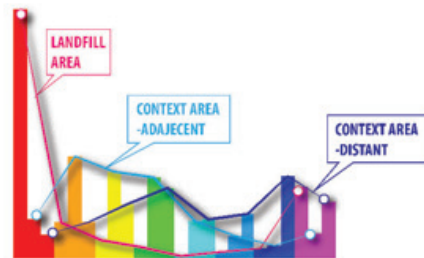 LANDFILL
AREA
CONTEXT AREA
-ADAJECENT
CONTEXT AREA
-DISTANT